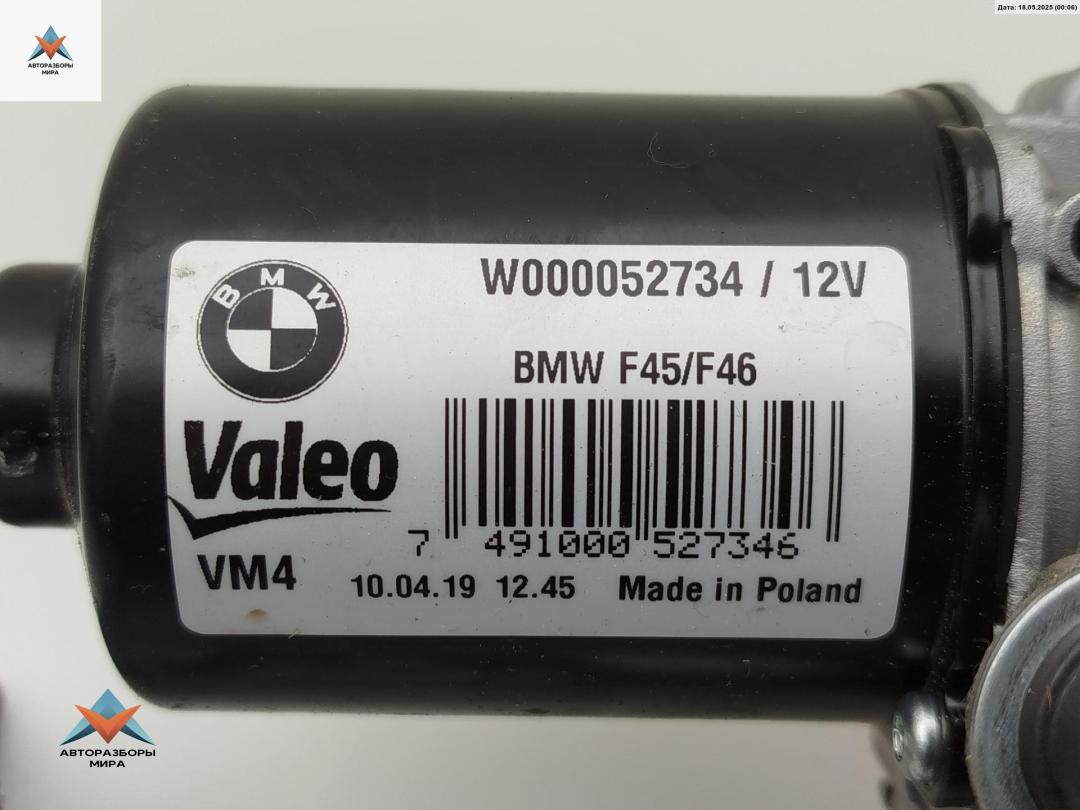 Дата: 18.05.2025 (00:06)
АВТОРАЗБОРЫ
МИРА
BMW
W000052734 / 12V
BMW F45/F46
Valeo
7 491000 527346
VM4
10.04.19 12.45 Made in Poland
АВТОРАЗБОРЫ
МИРА